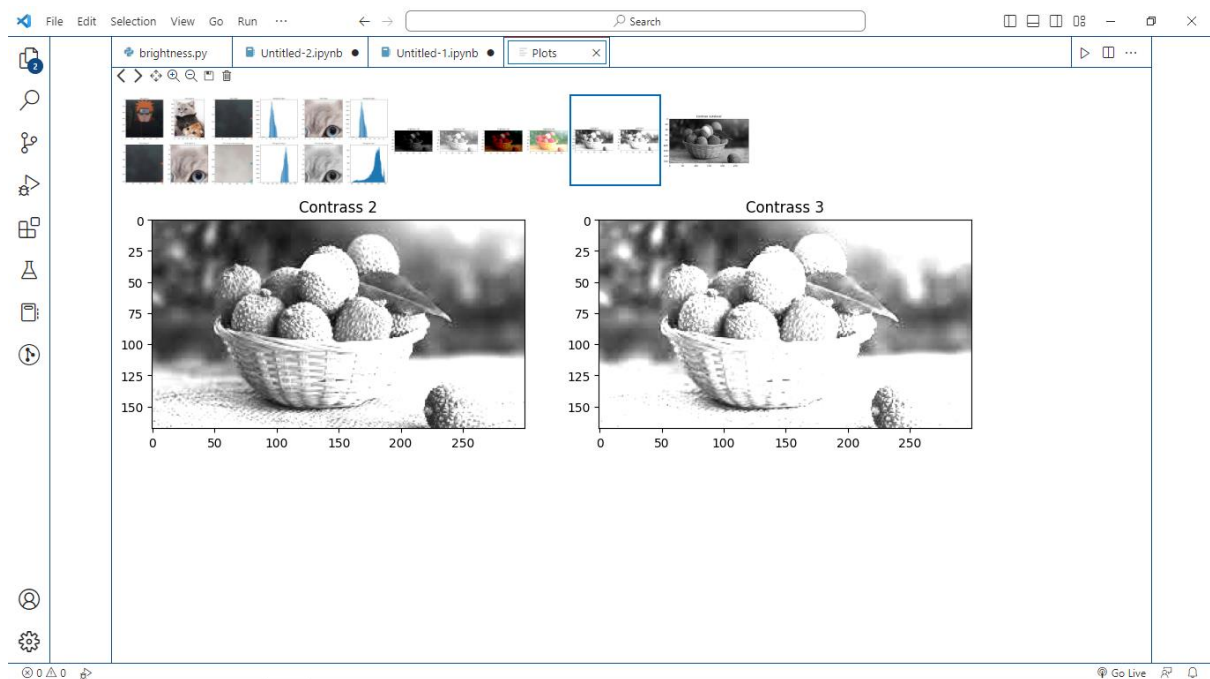 File Edit Selection View Go Run ··· Search
2
brightness.py Untitled-2.ipynb Untitled-1.ipynb Plots
Contrass 2
0
25
50
75
100
125
150
0 50 100 150 200 250
Contrass 3
0
25
50
75
100
125
150
0 50 100 150 200 250
0 0 Go Live